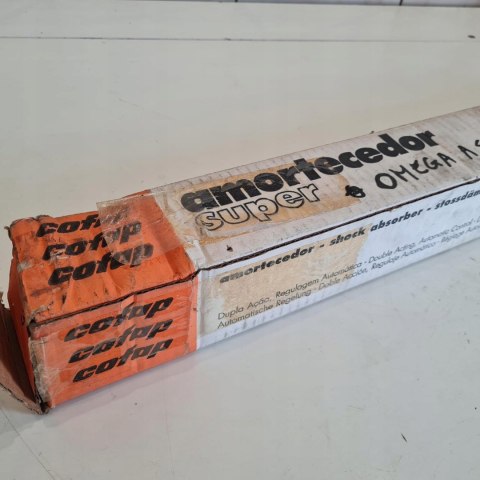 cofap
cofap
cofap
cofap
cofap
cofap
amortecedor
super
OMEGA
amortecedor - shock absorber -
Dupla Ação, Regulagem Automática - Double Acting, Automatic Control -
Automatische Regelung - Doble Acción, Regulaje Automático -